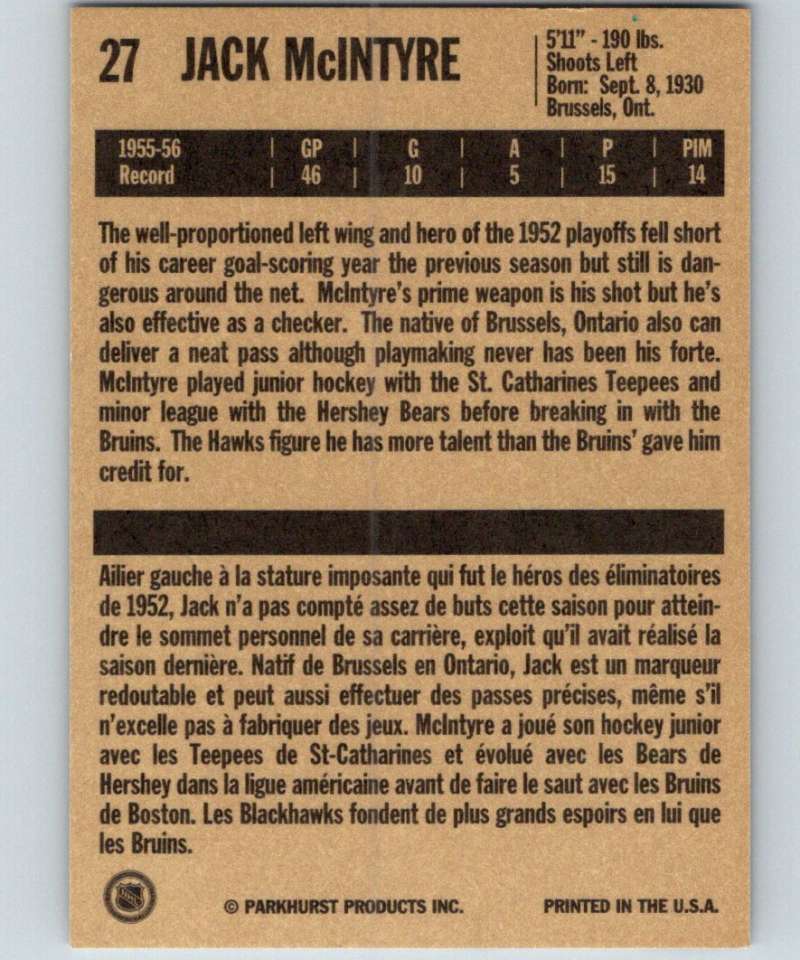 27 JACK McINTYRE
5'11" - 190 lbs.
Shoots Left
Born: Sept. 8, 1930
Brussels, Ont.
1955-56 | GP | G | A | P | PIM
Record | 46 | 10 | 5 | 15 | 14
The well-proportioned left wing and hero of the 1952 playoffs fell short
of his career goal-scoring year the previous season but still is dan-
gerous around the net. McIntyre's prime weapon is his shot but he's
also effective as a checker. The native of Brussels, Ontario also can
deliver a neat pass although playmaking never has been his forte.
McIntyre played junior hockey with the St. Catharines Teepees and
minor league with the Hershey Bears before breaking in with the
Bruins. The Hawks figure he has more talent than the Bruins' gave him
credit for.
Ailier gauche à la stature imposante qui fut le héros des éliminatoires
de 1952, Jack n'a pas compté assez de buts cette saison pour attein-
dre le sommet personnel de sa carrière, exploit qu'il avait réalisé la
saison dernière. Natif de Brussels en Ontario, Jack est un marqueur
redoutable et peut aussi effectuer des passes précises, même s'il
n'excelle pas à fabriquer des jeux. McIntyre a joué son hockey junior
avec les Teepees de St-Catharines et évolué avec les Bears de
Hershey dans la ligue américaine avant de faire le saut avec les Bruins
de Boston. Les Blackhawks fondent de plus grands espoirs en lui que
les Bruins.
NHL
© PARKHURST PRODUCTS INC. PRINTED IN THE U.S.A.